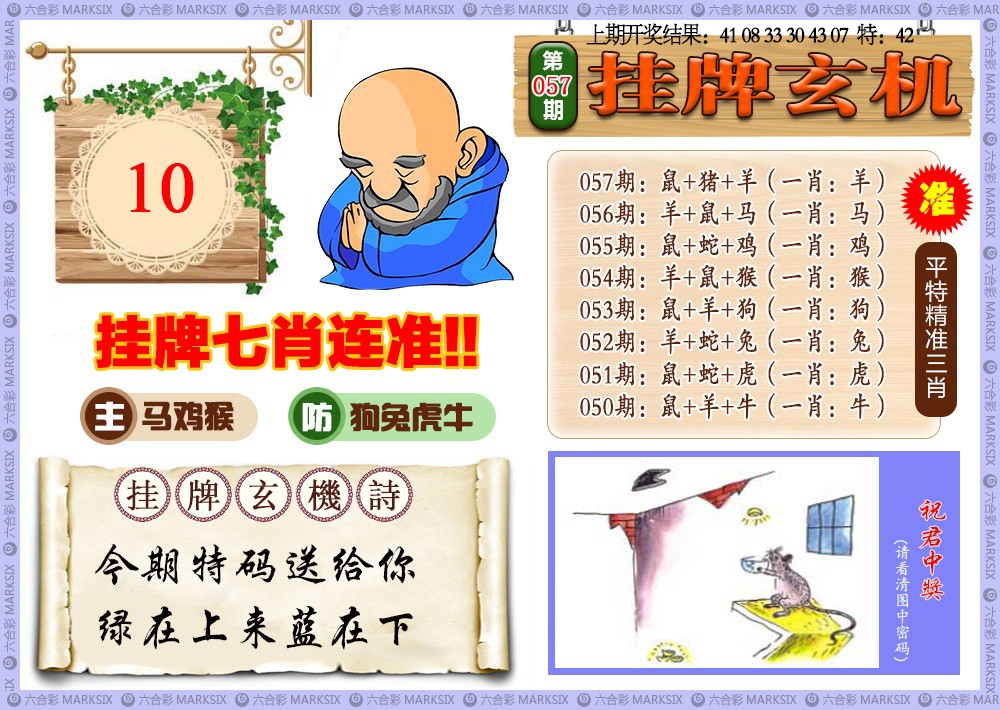 上期开奖结果：41 08 33 30 43 07 特：42
第
057
期
挂牌玄机
10
挂牌七肖连准!!
主 马鸡猴
防 狗兔虎牛
挂牌玄機詩
今期特码送给你
绿在上来蓝在下
057期：鼠+猪+羊（一肖：羊）
056期：羊+鼠+马（一肖：马）
055期：鼠+蛇+鸡（一肖：鸡）
054期：羊+鼠+猴（一肖：猴）
053期：鼠+羊+狗（一肖：狗）
052期：羊+蛇+兔（一肖：兔）
051期：鼠+蛇+虎（一肖：虎）
050期：鼠+羊+牛（一肖：牛）
准
平特精准三肖
祝君中獎
（请看清图中密码）
六合彩 MARKSIX